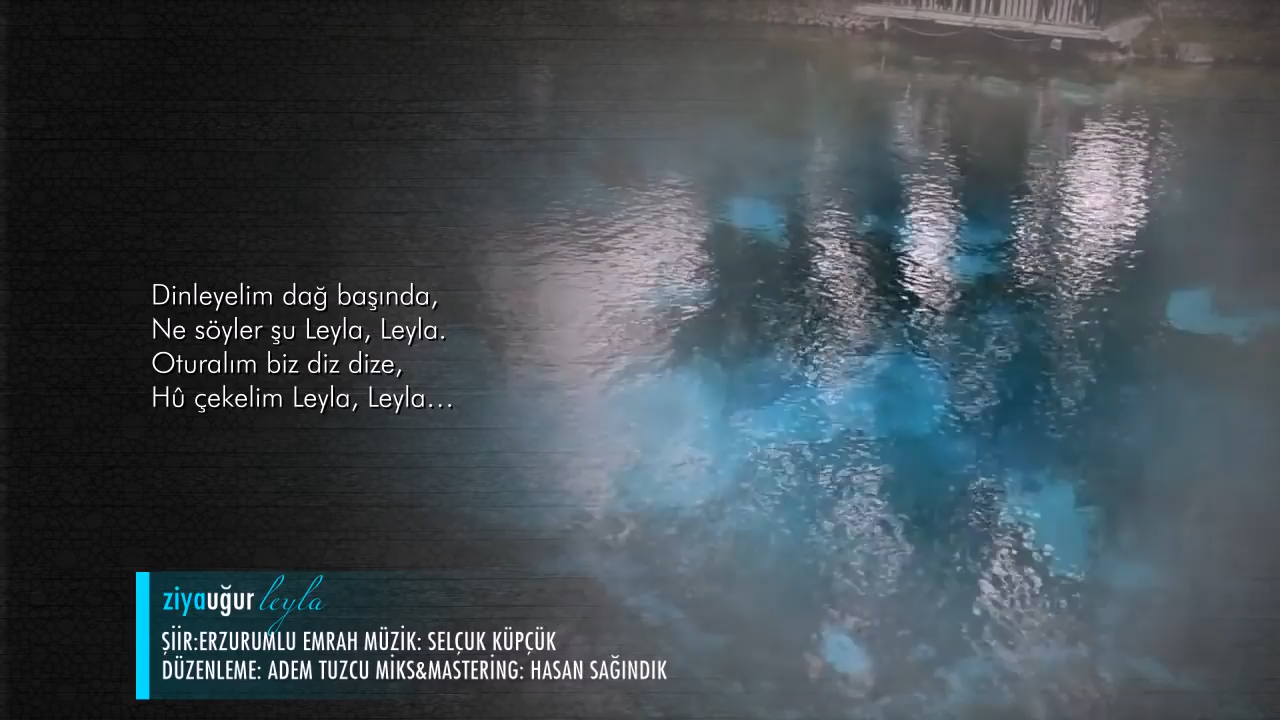 Dinleyelim dağ başında,
Ne söyler şu Leyla, Leyla.
Oturalım biz diz dize,
Hû çekelim Leyla, Leyla...
ziyauğur leyla
ŞİİR:ERZURUMLU EMRAH MÜZİK: SELÇUK KÜPÇÜK
DÜZENLEME: ADEM TUZCU MİKS&MASTERİNG: HASAN SAĞINDIK